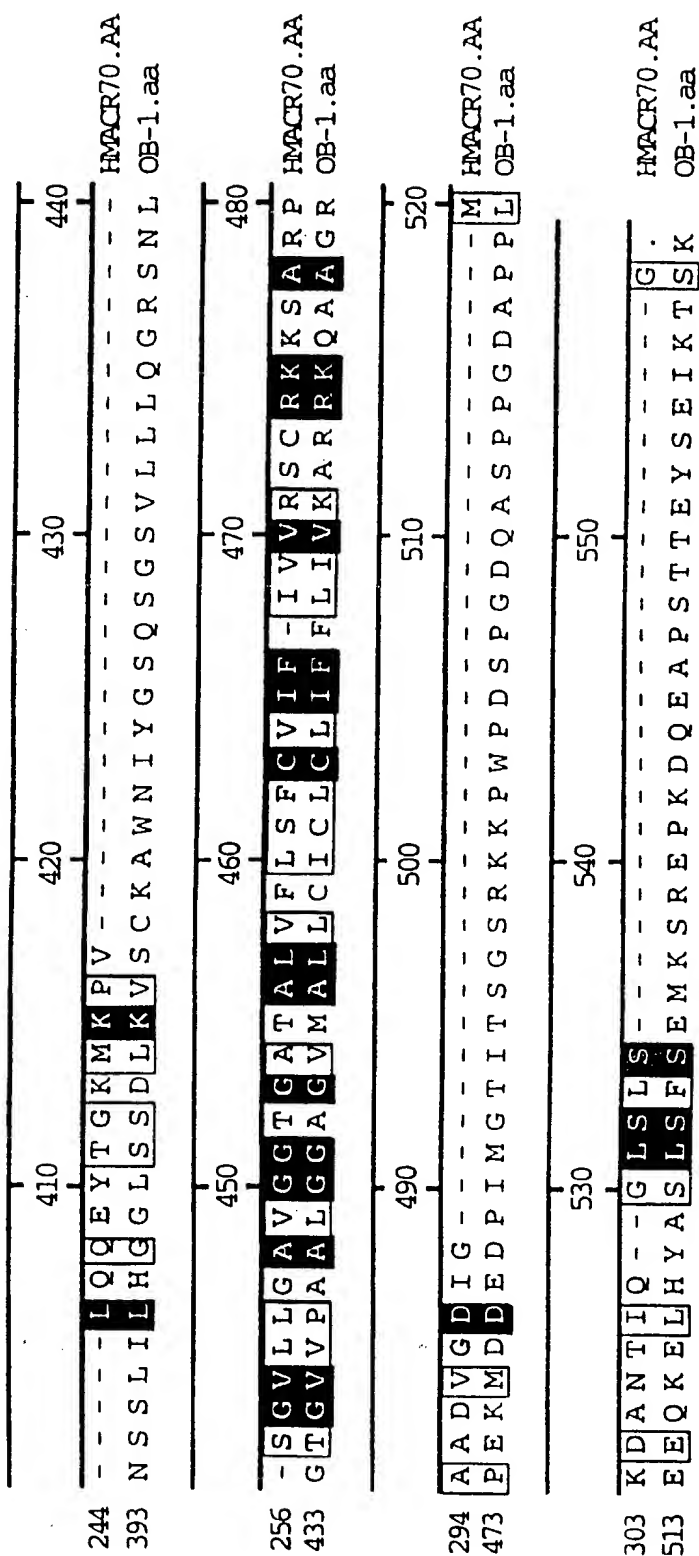 410 420 430 440
244 - - - - - L Q Q E Y T G K M K P V - - - - - - - - - - - - - - - - - - - - - - - HMACR70.AA
393 N S S L I L H G G L S S D L K V S C K A W N I Y G S Q S G S V L L L Q G R S N L OB-1.aa
450 460 470 480
256 - S G V L L G A V G G T G A T A L V F L S F C V I F - I V V R S C R K K S A R P HMACR70.AA
433 G T G V V P A A L G G A G V M A L L C I C L C L I F F L I V K A R R K Q A A G R OB-1.aa
490 500 510 520
294 A A D V G D I G - - - - - - - - - - - - - - - - - - - - - - - - - - - - - - - M HMACR70.AA
473 P E K M D D E D P I M G T I T S G S R K K P W P D S P G D Q A S P P G D A P P L OB-1.aa
530 540 550
303 K D A N T I Q - - G L S L S - - - - - - - - - - - - - - - - - - - - - - - G . HMACR70.AA
513 E E Q K E L H Y A S L S F S E M K S R E P K D Q E A P S T T E Y S E I K T S K OB-1.aa